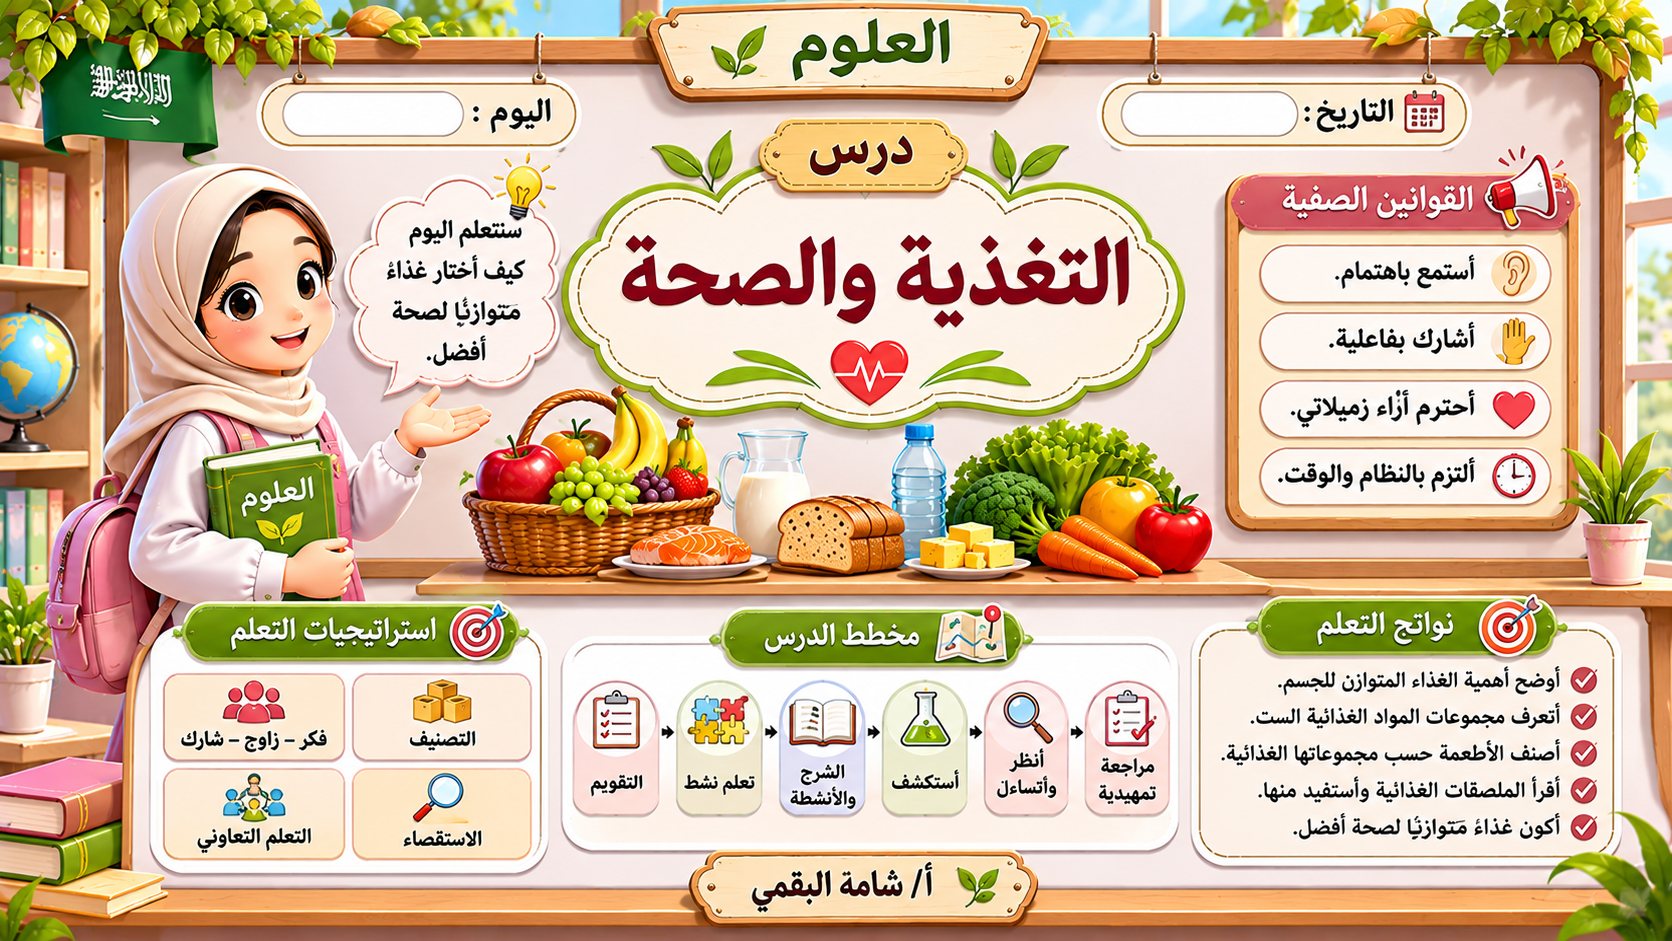 العلوم
التاريخ:
اليوم :
درس
التغذية والصحة
سنتعلم اليوم
كيف أختار غذاءً
متوازنًا لصحة
أفضل.
القوانين الصفية
أستمع باهتمام.
أشارك بفاعلية.
أحترم أزاء زميلاتي.
ألتزم بالنظام والوقت.
العلوم
نواتج التعلم
أوضح أهمية الغذاء المتوازن للجسم.
أتعرف مجموعات المواد الغذائية الست.
أصنف الأطعمة حسب مجموعاتها الغذائية.
أقرأ الملصقات الغذائية وأستفيد منها.
أكون غذاءً متوازنًا لصحة أفضل.
مخطط الدرس
مراجعة
تمهيدية
أنظر
وأتساءل
أستكشف
الشرح
والأنشطة
تعلم نشط
التقويم
استراتيجيات التعلم
التصنيف
فكر – زاوج – شارك
الاستقصاء
التعلم التعاوني
أ/ شامة البقمي